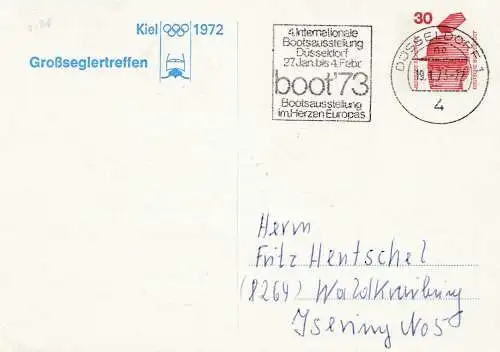 Kiel 1972
Großseglertreffen
4. Internationale
Bootsausstellung
Düsseldorf
27. Jan. bis 4. Febr.
boot'73
Bootsausstellung
im Herzen Europas
30
DÜSSELDORF 1
4
Herrn
Fritz Hentschel
(8264) Waldkraiburg
No 5